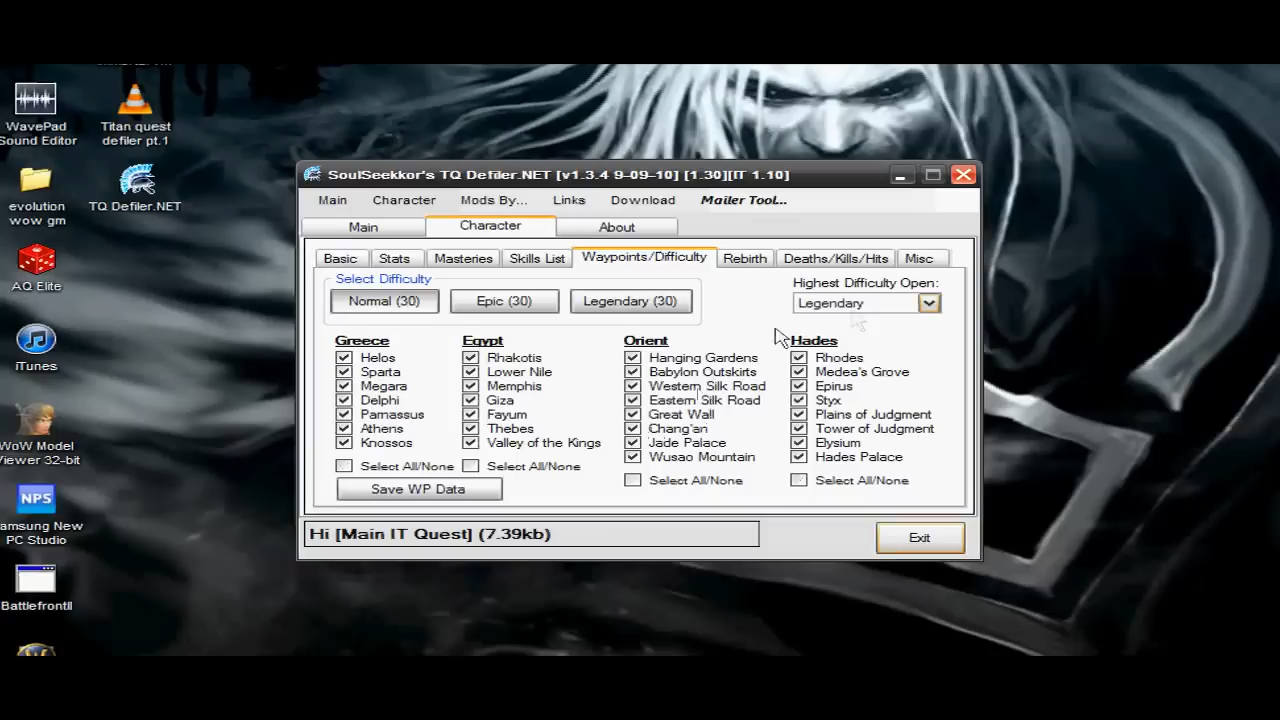 WavePad
Sound Editor
Titan quest
defiler pt.1
evolution
wow gm
TQ Defiler.NET
AQ Elite
iTunes
WoW Model
Viewer 32-bit
NPS
amsung New
PC Studio
BattlefrontII
SoulSeekkor's TQ Defiler.NET [v1.3.4 9-09-10] [1.30][IT 1.10]
Main Character Mods By... Links Download Mailer Tool...
Main Character About
Basic Stats Masteries Skills List Waypoints/Difficulty Rebirth Deaths/Kills/Hits Misc
Select Difficulty
Normal (30) Epic (30) Legendary (30)
Highest Difficulty Open:
Legendary
Greece
Helos
Sparta
Megara
Delphi
Parnassus
Athens
Knossos
Select All/None
Egypt
Rhakotis
Lower Nile
Memphis
Giza
Fayum
Thebes
Valley of the Kings
Select All/None
Orient
Hanging Gardens
Babylon Outskirts
Western Silk Road
Eastern Silk Road
Great Wall
Chang'an
Jade Palace
Wusao Mountain
Select All/None
Hades
Rhodes
Medea's Grove
Epirus
Styx
Plains of Judgment
Tower of Judgment
Elysium
Hades Palace
Select All/None
Save WP Data
Hi [Main IT Quest] (7.39kb)
Exit